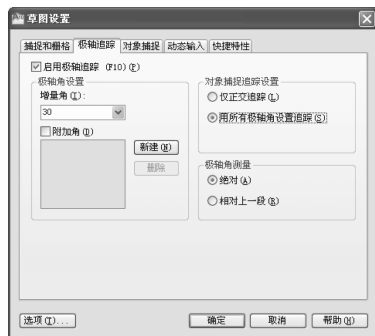 草图设置
捕捉和栅格 极轴追踪 对象捕捉 动态输入 快捷特性
启用极轴追踪 (F10)(P)
极轴角设置
增量角(I):
30
附加角(D)
新建(N)
删除
对象捕捉追踪设置
仅正交追踪(L)
用所有极轴角设置追踪(S)
极轴角测量
绝对(A)
相对上一段(R)
选项(T)...
确定 取消 帮助(H)